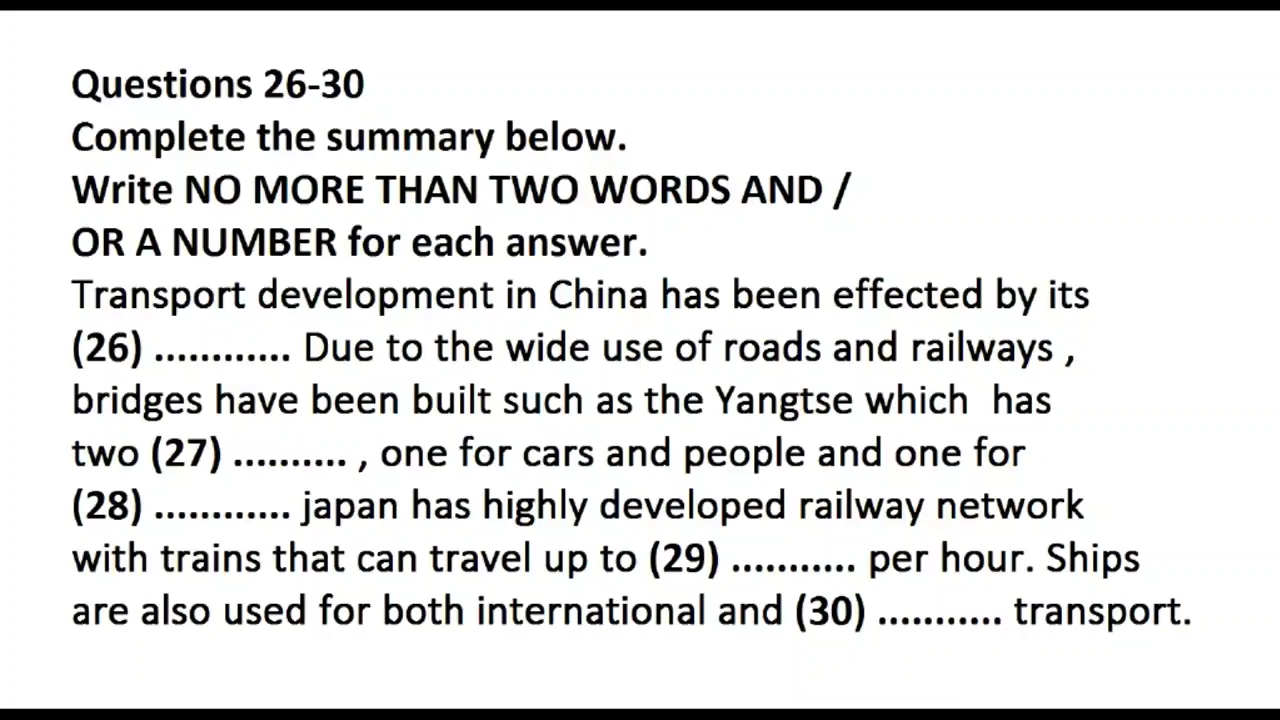 Questions 26-30
Complete the summary below.
Write NO MORE THAN TWO WORDS AND /
OR A NUMBER for each answer.
Transport development in China has been effected by its
(26) ............ Due to the wide use of roads and railways ,
bridges have been built such as the Yangtse which  has
two (27) .......... , one for cars and people and one for
(28) ............ japan has highly developed railway network
with trains that can travel up to (29) ........... per hour. Ships
are also used for both international and (30) ........... transport.